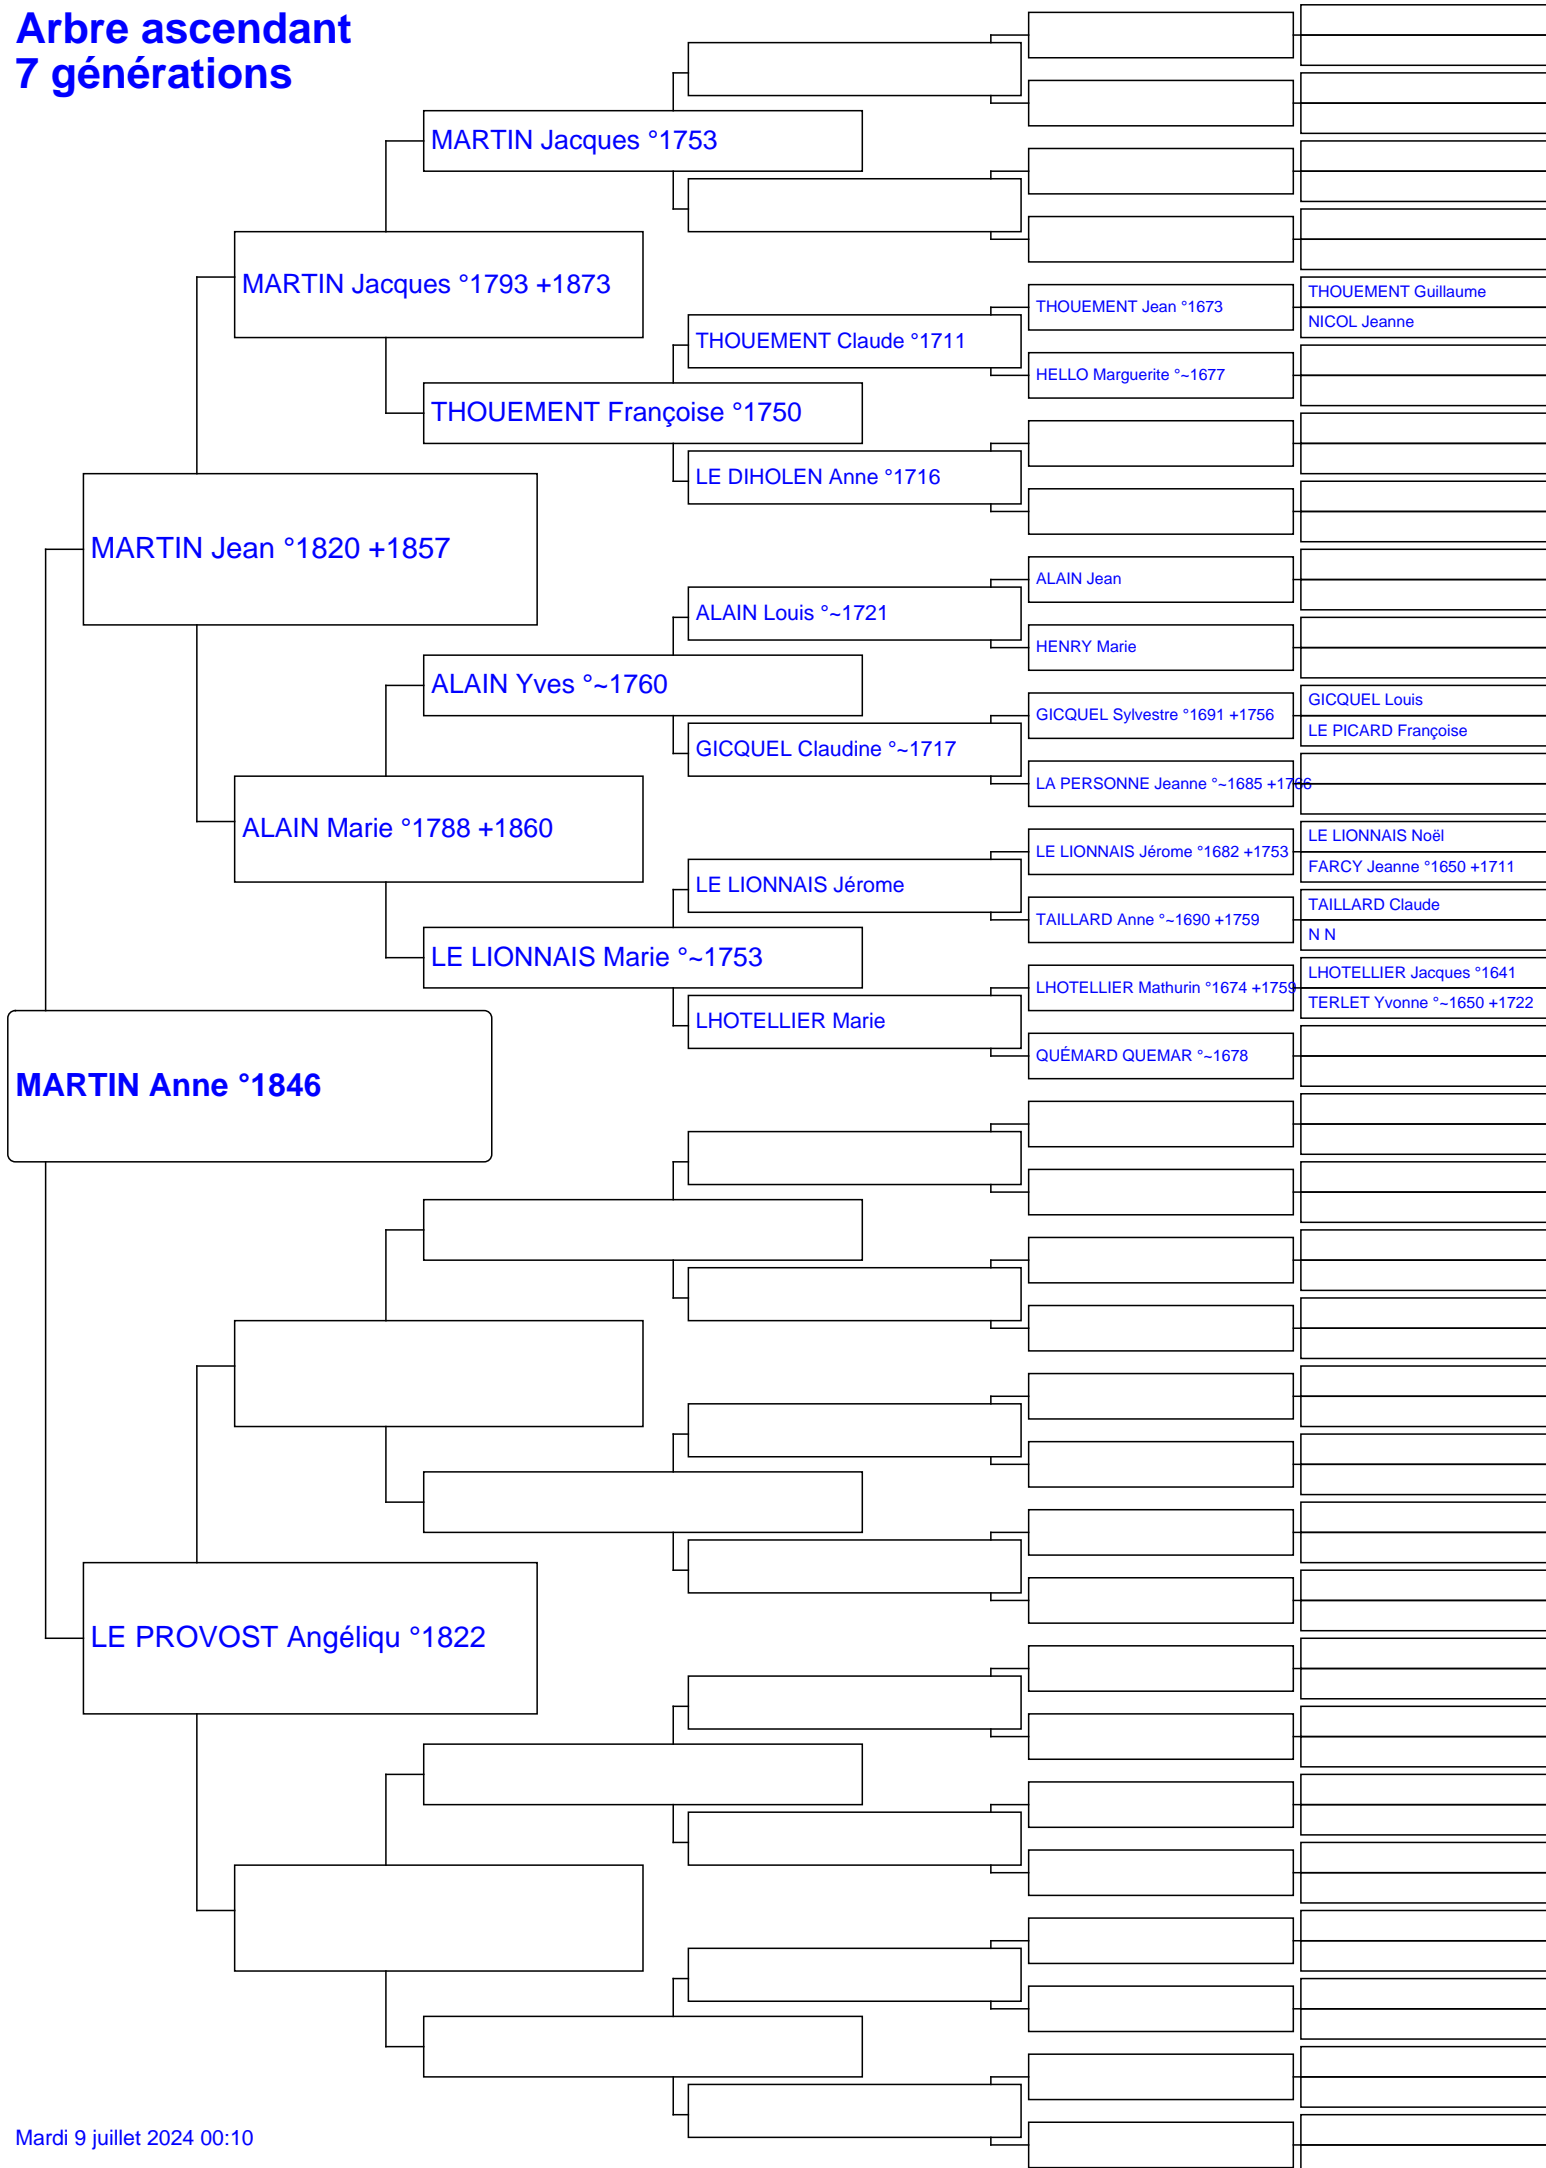 Arbre ascendant
7 générations
MARTIN Jacques °1753
MARTIN Jacques °1793 +1873
THOUEMENT Guillaume
THOUEMENT Jean °1673
NICOL Jeanne
THOUEMENT Claude °1711
HELLO Marguerite °~1677
THOUEMENT Françoise °1750
LE DIHOLEN Anne °1716
MARTIN Jean °1820 +1857
ALAIN Jean
ALAIN Louis °~1721
HENRY Marie
ALAIN Yves °~1760
GICQUEL Louis
GICQUEL Sylvestre °1691 +1756
LE PICARD Françoise
GICQUEL Claudine °~1717
LA PERSONNE Jeanne °~1685 +1766
ALAIN Marie °1788 +1860
LE LIONNAIS Noël
LE LIONNAIS Jérome °1682 +1753
FARCY Jeanne °1650 +1711
LE LIONNAIS Jérome
TAILLARD Claude
TAILLARD Anne °~1690 +1759
N N
LE LIONNAIS Marie °~1753
LHOTELLIER Jacques °1641
LHOTELLIER Mathurin °1674 +1759
TERLET Yvonne °~1650 +1722
LHOTELLIER Marie
QUÉMARD QUEMAR °~1678
MARTIN Anne °1846
LE PROVOST Angéliqu °1822
Mardi 9 juillet 2024 00:10